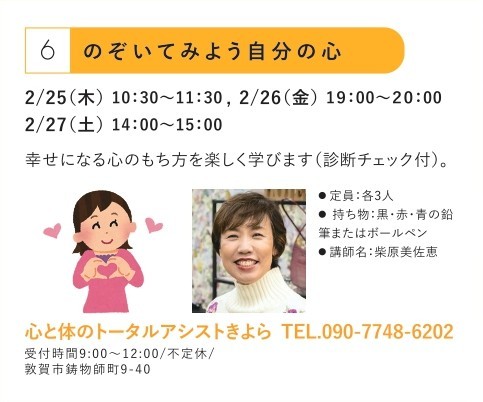 6 のぞいてみよう自分の心
2/25(木) 10:30〜11:30 , 2/26(金) 19:00〜20:00
2/27(土) 14:00〜15:00
幸せになる心のもち方を楽しく学びます(診断チェック付)。
● 定員:各3人
● 持ち物:黒・赤・青の鉛
筆またはボールペン
● 講師名:柴原美佐恵
心と体のトータルアシストきよら TEL.090-7748-6202
受付時間9:00〜12:00/不定休/
敦賀市鋳物師町9-40